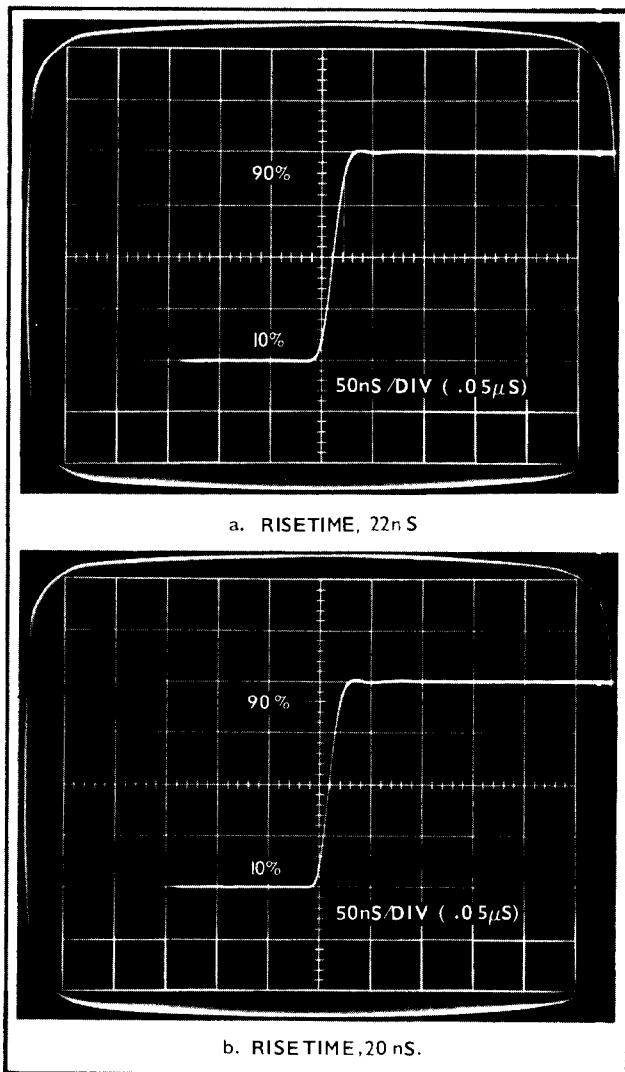 90%
10%
50nS/DIV ( .05μS)
a. RISETIME, 22nS
90%
10%
50nS/DIV ( .05μS)
b. RISETIME,20 nS.